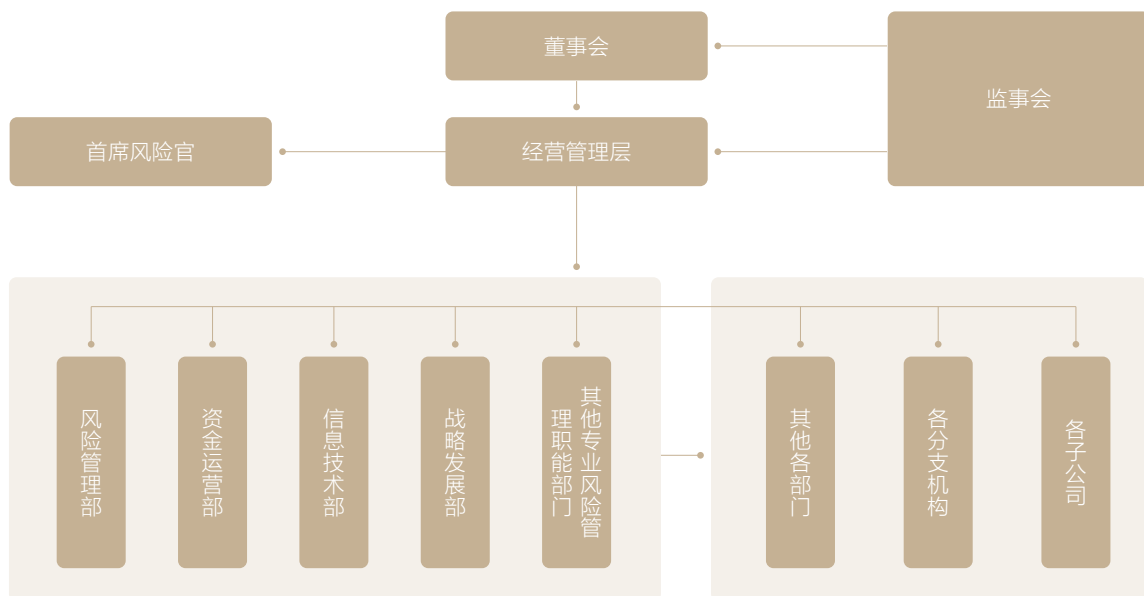 董事会
监事会
首席风险官
经营管理层
风险管理部
资金运营部
信息技术部
战略发展部
其他专业风险管
理职能部门
其他各部门
各分支机构
各子公司